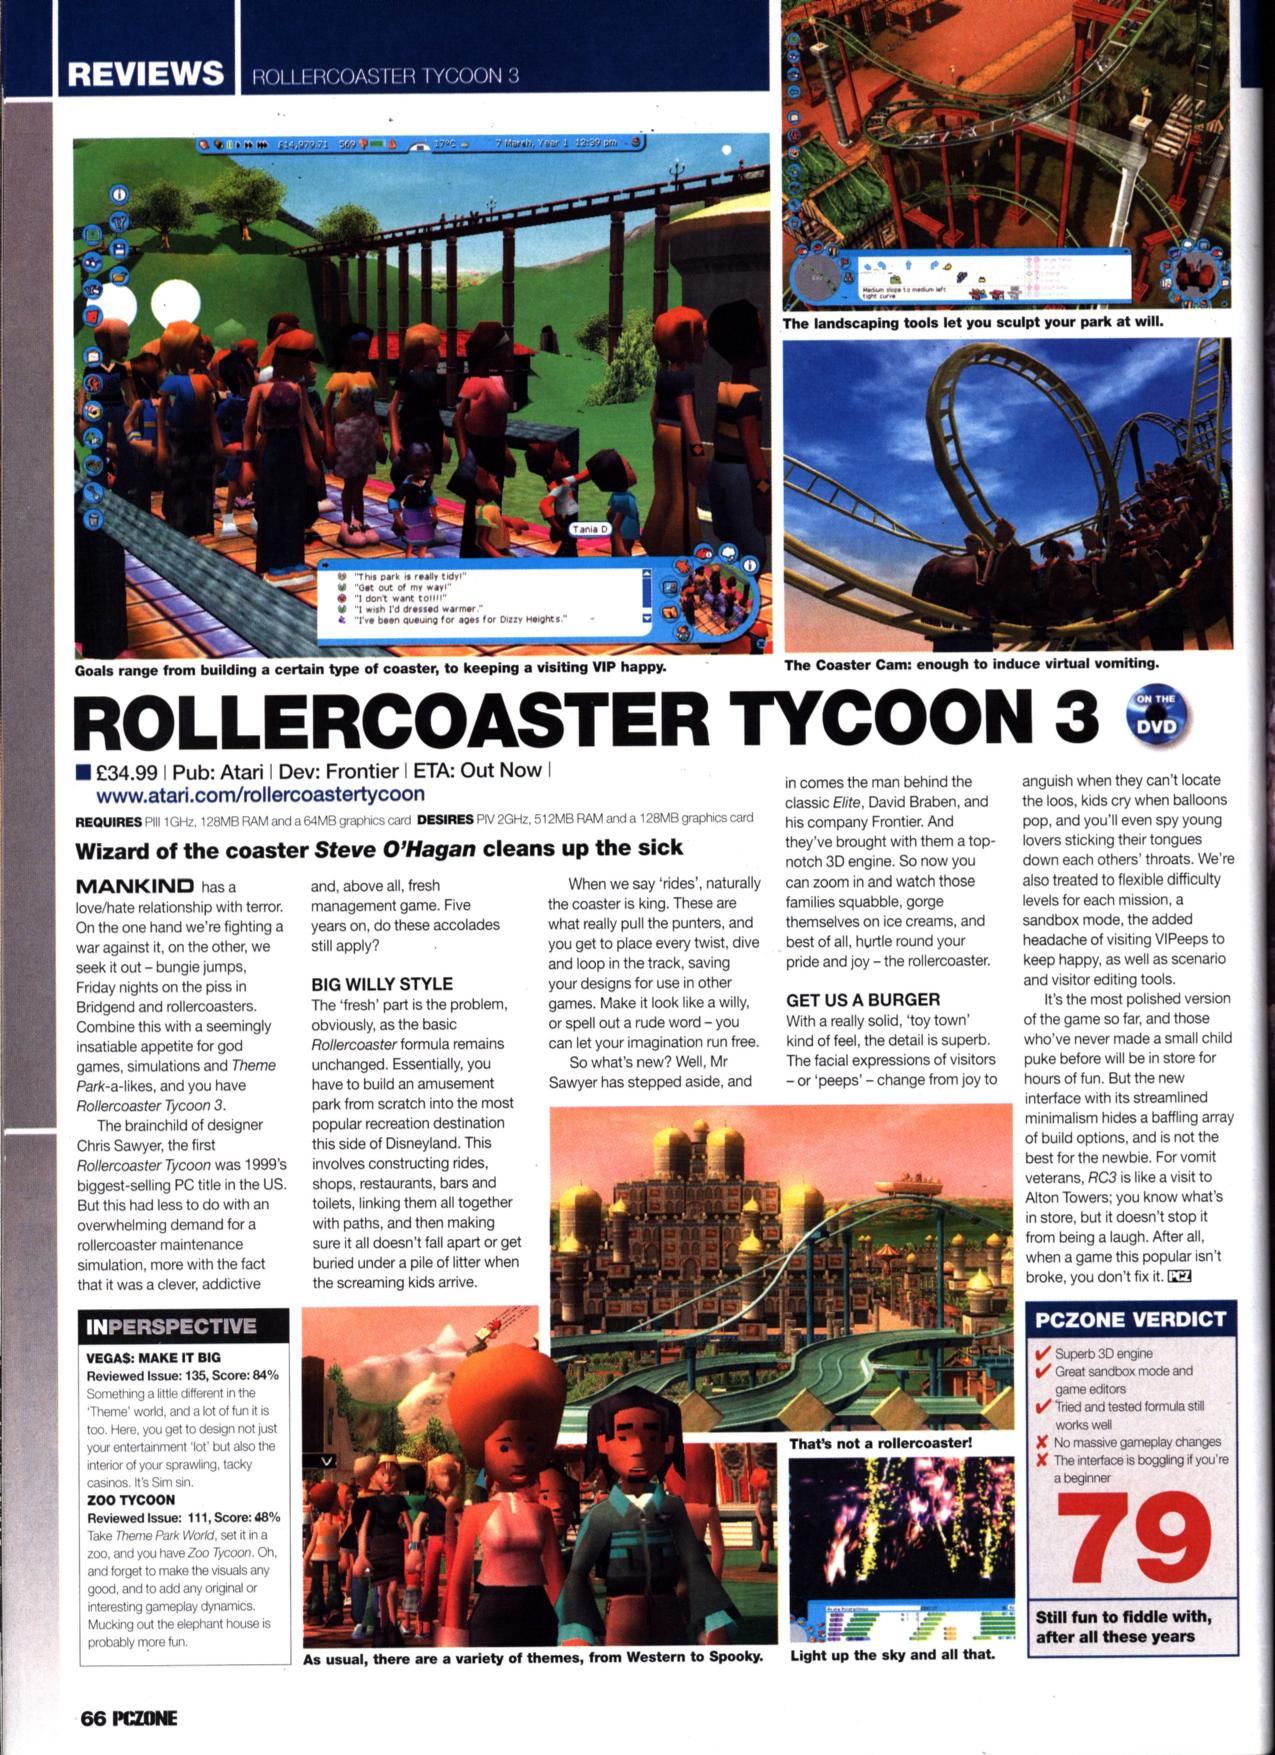 REVIEWS
ROLLERCOASTER TYCOON 3
£14,979.71 569 17°C 7 March, Year 1 12:39 pm
Tania D
"This park is really tidy!"
"Get out of my way!"
"I don't want to!!!!"
"I wish I'd dressed warmer."
"I've been queuing for ages for Dizzy Heights."
Goals range from building a certain type of coaster, to keeping a visiting VIP happy.
Medium slope to medium left
tight curve
The landscaping tools let you sculpt your park at will.
The Coaster Cam: enough to induce virtual vomiting.
ROLLERCOASTER TYCOON 3
ON THE
DVD
£34.99 | Pub: Atari | Dev: Frontier | ETA: Out Now |
www.atari.com/rollercoastertycoon
REQUIRES PIII 1GHz, 128MB RAM and a 64MB graphics card DESIRES PIV 2GHz, 512MB RAM and a 128MB graphics card
Wizard of the coaster Steve O'Hagan cleans up the sick
MANKIND has a
love/hate relationship with terror.
On the one hand we're fighting a
war against it, on the other, we
seek it out – bungie jumps,
Friday nights on the piss in
Bridgend and rollercoasters.
Combine this with a seemingly
insatiable appetite for god
games, simulations and Theme
Park-a-likes, and you have
Rollercoaster Tycoon 3.
The brainchild of designer
Chris Sawyer, the first
Rollercoaster Tycoon was 1999's
biggest-selling PC title in the US.
But this had less to do with an
overwhelming demand for a
rollercoaster maintenance
simulation, more with the fact
that it was a clever, addictive
and, above all, fresh
management game. Five
years on, do these accolades
still apply?
BIG WILLY STYLE
The 'fresh' part is the problem,
obviously, as the basic
Rollercoaster formula remains
unchanged. Essentially, you
have to build an amusement
park from scratch into the most
popular recreation destination
this side of Disneyland. This
involves constructing rides,
shops, restaurants, bars and
toilets, linking them all together
with paths, and then making
sure it all doesn't fall apart or get
buried under a pile of litter when
the screaming kids arrive.
When we say 'rides', naturally
the coaster is king. These are
what really pull the punters, and
you get to place every twist, dive
and loop in the track, saving
your designs for use in other
games. Make it look like a willy,
or spell out a rude word – you
can let your imagination run free.
So what's new? Well, Mr
Sawyer has stepped aside, and
in comes the man behind the
classic Elite, David Braben, and
his company Frontier. And
they've brought with them a top-
notch 3D engine. So now you
can zoom in and watch those
families squabble, gorge
themselves on ice creams, and
best of all, hurtle round your
pride and joy – the rollercoaster.
GET US A BURGER
With a really solid, 'toy town'
kind of feel, the detail is superb.
The facial expressions of visitors
– or 'peeps' – change from joy to
anguish when they can't locate
the loos, kids cry when balloons
pop, and you'll even spy young
lovers sticking their tongues
down each others' throats. We're
also treated to flexible difficulty
levels for each mission, a
sandbox mode, the added
headache of visiting VIPeeps to
keep happy, as well as scenario
and visitor editing tools.
It's the most polished version
of the game so far, and those
who've never made a small child
puke before will be in store for
hours of fun. But the new
interface with its streamlined
minimalism hides a baffling array
of build options, and is not the
best for the newbie. For vomit
veterans, RC3 is like a visit to
Alton Towers; you know what's
in store, but it doesn't stop it
from being a laugh. After all,
when a game this popular isn't
broke, you don't fix it. PCZ
INPERSPECTIVE
VEGA$: MAKE IT BIG
Reviewed Issue: 135, Score: 84%
Something a little different in the
'Theme' world, and a lot of fun it is
too. Here, you get to design not just
your entertainment 'lot' but also the
interior of your sprawling, tacky
casinos. It's Sim sin.
ZOO TYCOON
Reviewed Issue: 111, Score: 48%
Take Theme Park World, set it in a
zoo, and you have Zoo Tycoon. Oh,
and forget to make the visuals any
good, and to add any original or
interesting gameplay dynamics.
Mucking out the elephant house is
probably more fun.
As usual, there are a variety of themes, from Western to Spooky.
That's not a rollercoaster!
Light up the sky and all that.
PCZONE VERDICT
Superb 3D engine
Great sandbox mode and
game editors
Tried and tested formula still
works well
No massive gameplay changes
The interface is boggling if you're
a beginner
79
Still fun to fiddle with,
after all these years
66 PCZONE